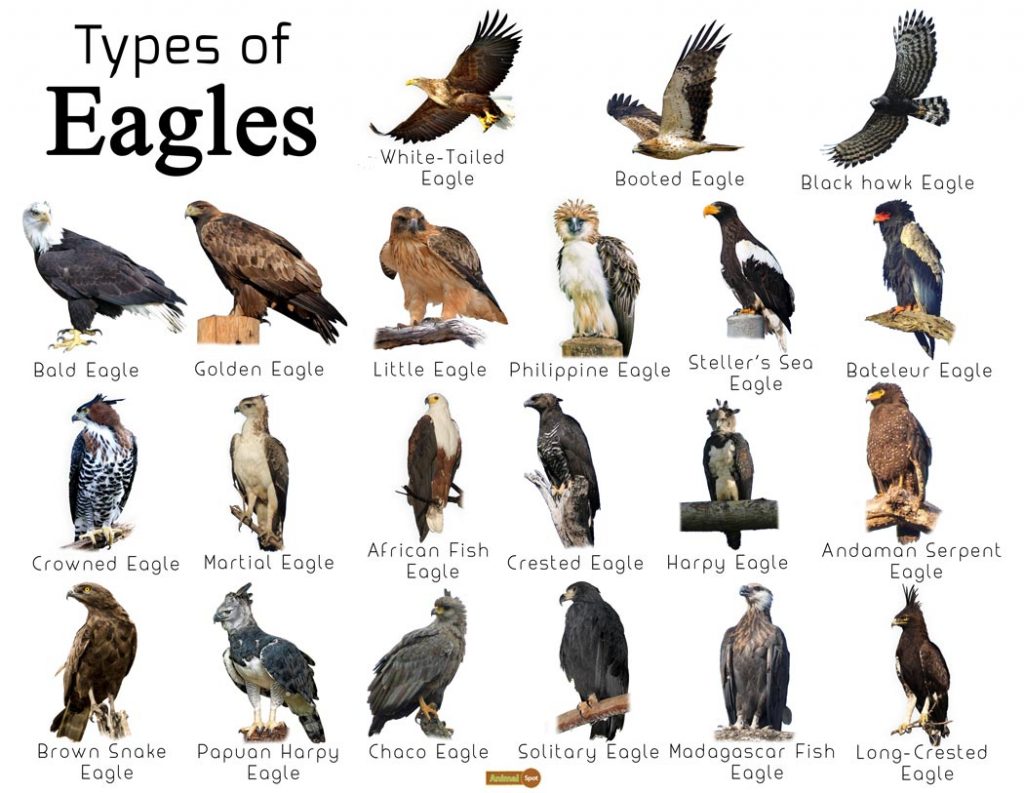 Types of
Eagles
White-Tailed
Eagle
Booted Eagle
Black hawk Eagle
Bald Eagle
Golden Eagle
Little Eagle
Philippine Eagle
Steller's Sea
Eagle
Bateleur Eagle
Crowned Eagle
Martial Eagle
African Fish
Eagle
Crested Eagle
Harpy Eagle
Andaman Serpent
Eagle
Brown Snake
Eagle
Papuan Harpy
Eagle
Chaco Eagle
Solitary Eagle
Madagascar Fish
Eagle
Long-Crested
Eagle
Animal Spot